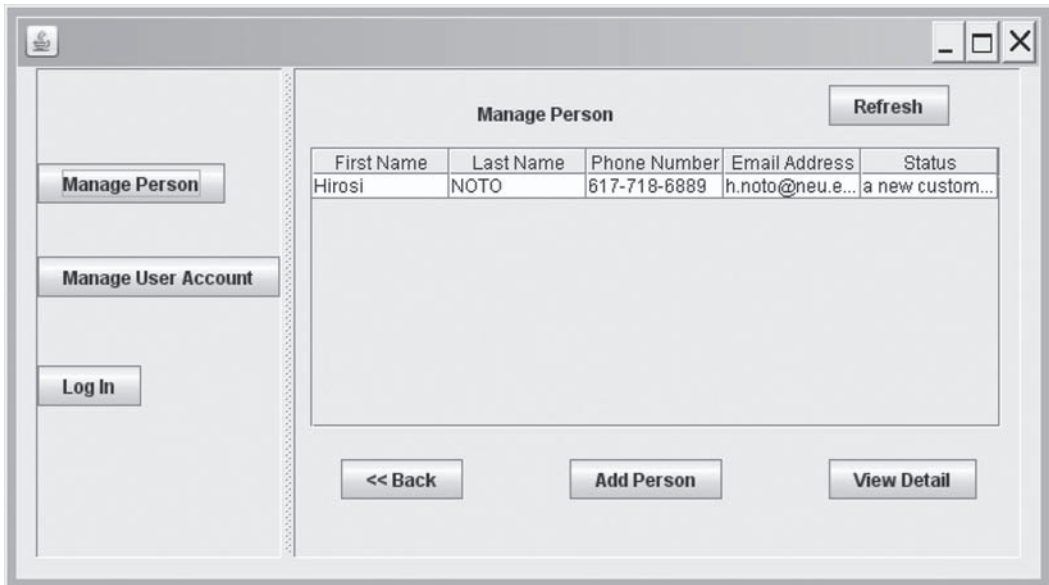 Manage Person
Refresh
First Name Last Name Phone Number Email Address Status
Hirosi NOTO 617-718-6889 h.noto@neu.e... a new custom...
Manage Person
Manage User Account
Log In
<< Back Add Person View Detail